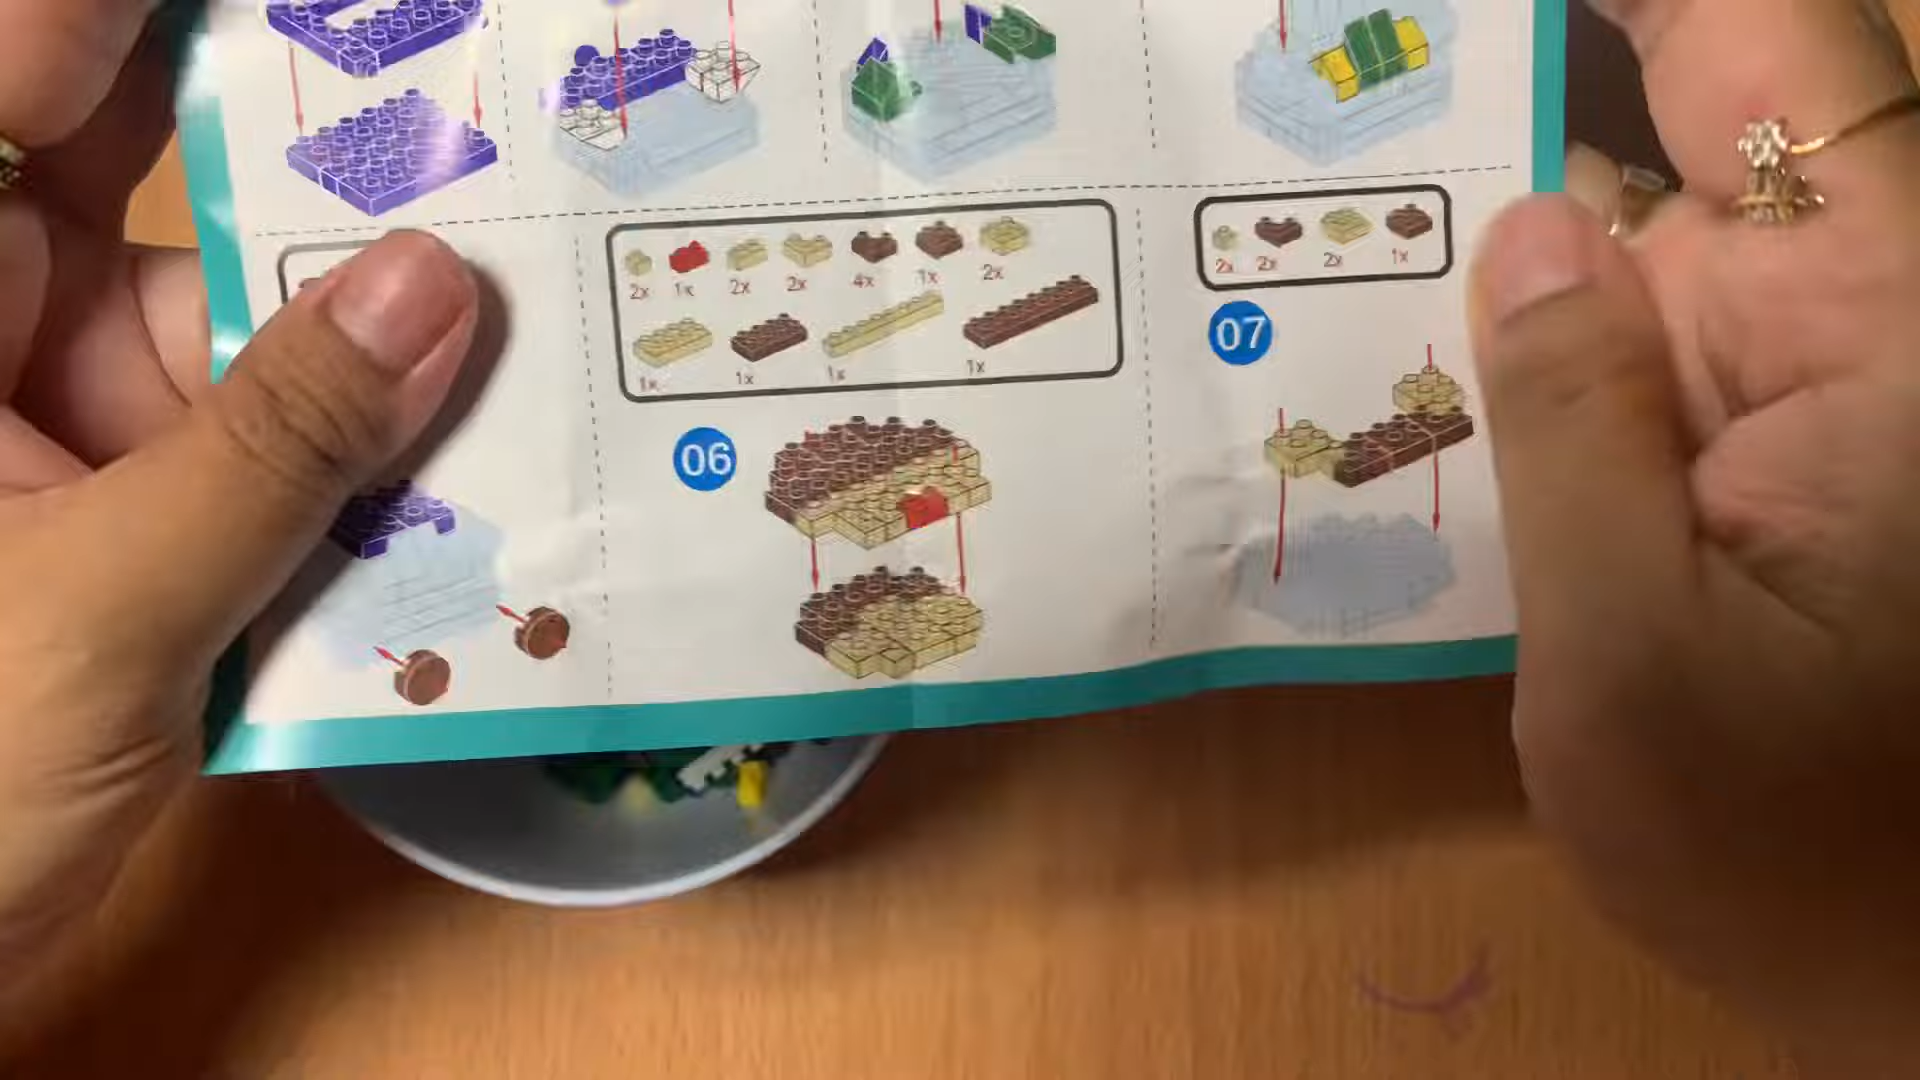 2x 1x 2x 2x 4x 1x 2x
1x 1x 1x 1x
06
2x 2x 2x 1x
07